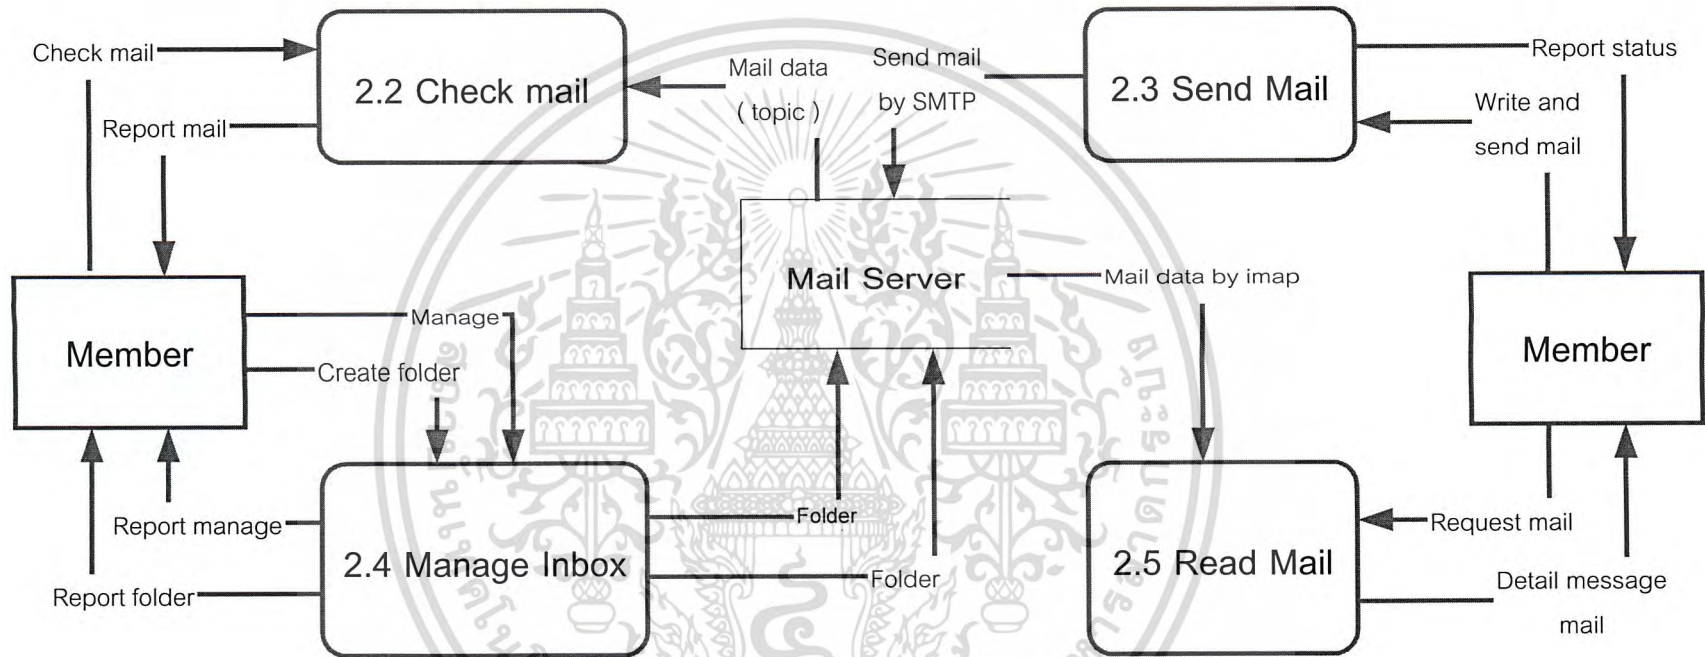 Check mail
2.2 Check mail
Mail data
( topic )
Send mail
by SMTP
2.3 Send Mail
Report status
Report mail
Write and
send mail
Member
Manage
Create folder
Mail Server
Mail data by imap
Member
Report manage
Report folder
2.4 Manage Inbox
Folder
Folder
2.5 Read Mail
Request mail
Detail message
mail